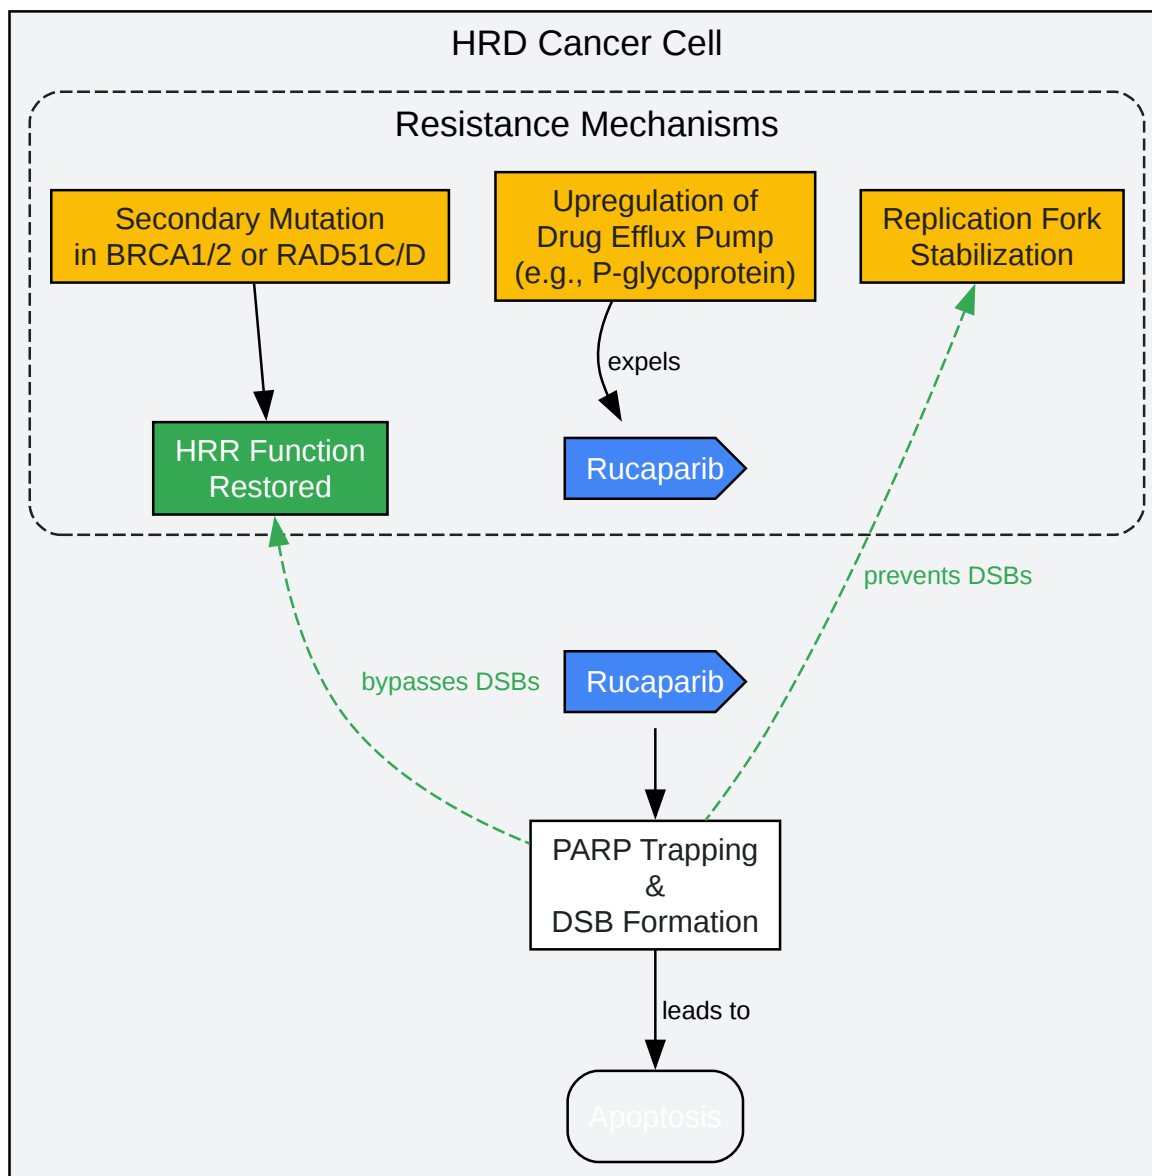 HRD Cancer Cell
Resistance Mechanisms
Secondary Mutation
in BRCA1/2 or RAD51C/D
Upregulation of
Drug Efflux Pump
(e.g., P-glycoprotein)
Replication Fork
Stabilization
expels
HRR Function
Restored
Rucaparib
prevents DSBs
bypasses DSBs
Rucaparib
PARP Trapping
&
DSB Formation
leads to
Apoptosis